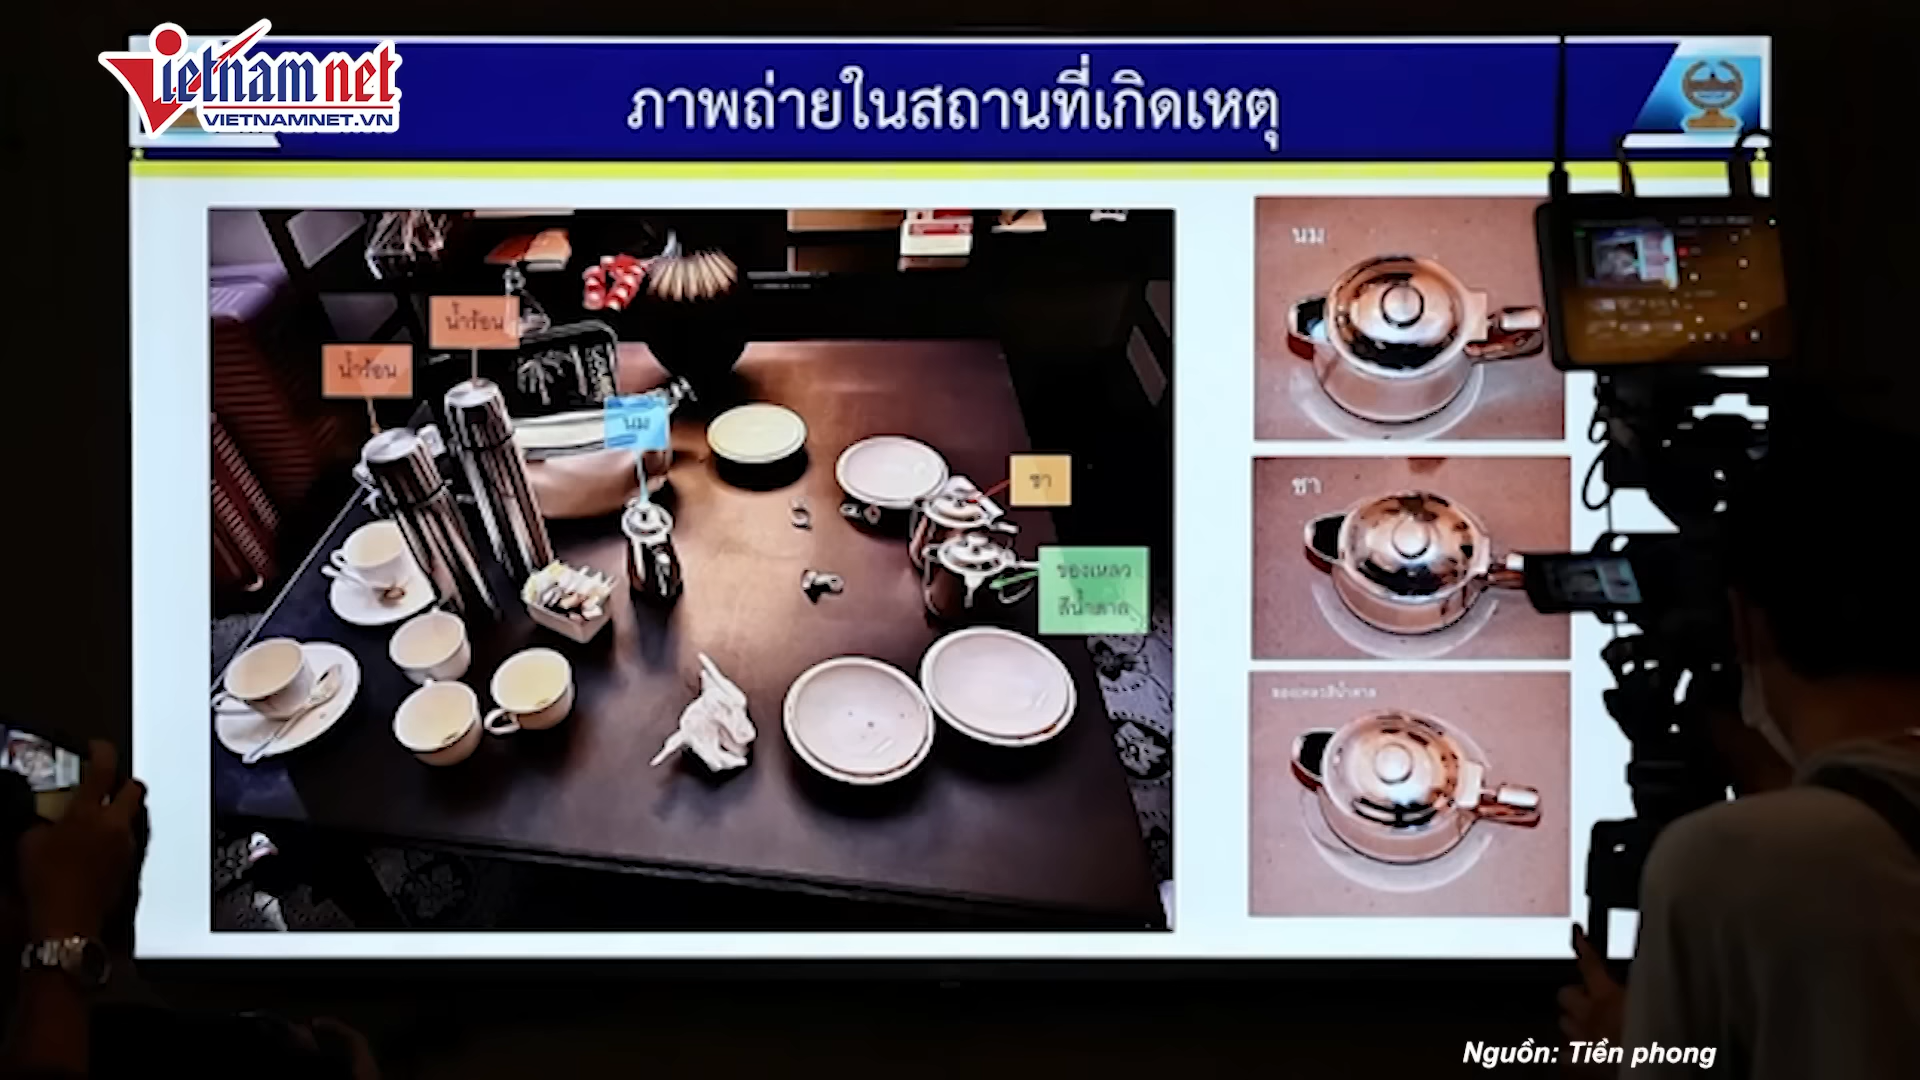 Vietnamnet
VIETNAMNET.VN
ภาพถ่ายในสถานที่เกิดเหตุ
น้ำร้อน
น้ำร้อน
นม
ชา
ของเหลว
สีน้ำตาล
นม
ชา
ของเหลวสีน้ำตาล
Nguồn: Tiền phong